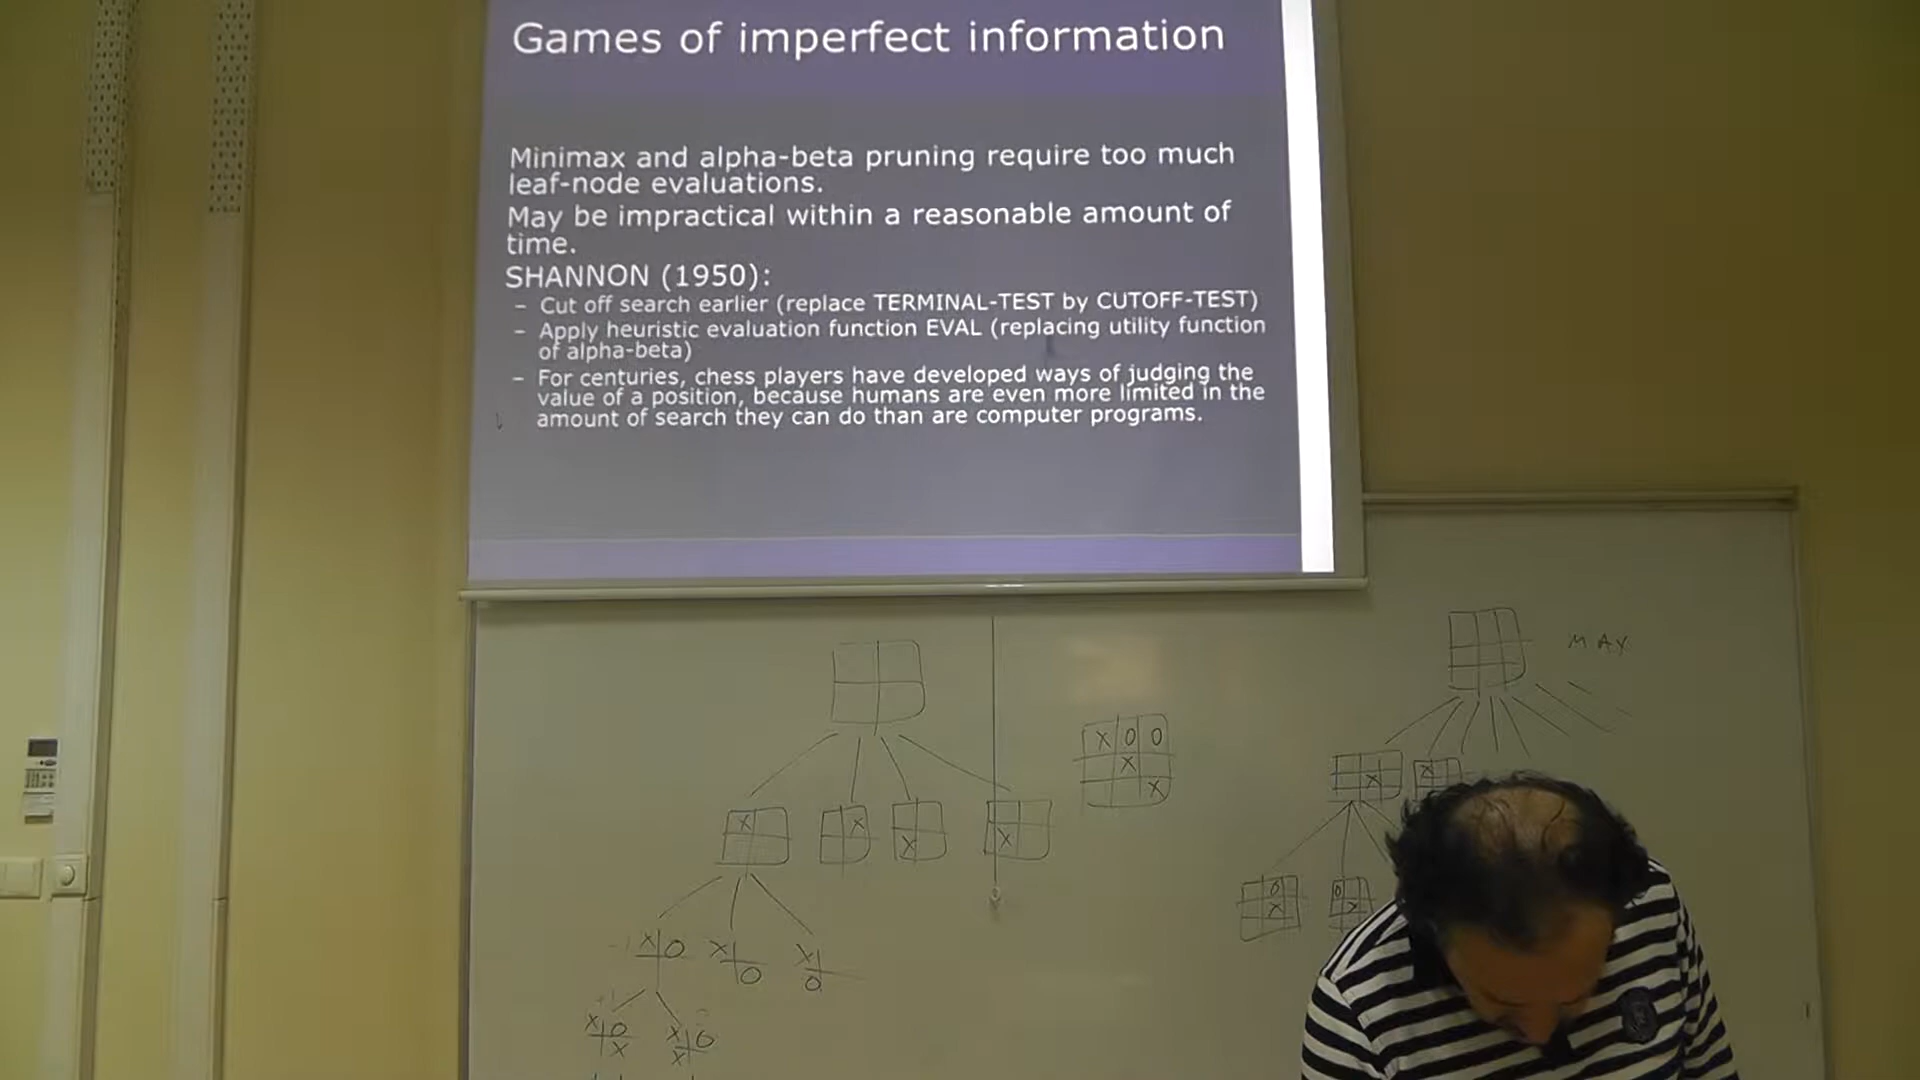 Games of imperfect information
Minimax and alpha-beta pruning require too much
leaf-node evaluations.
May be impractical within a reasonable amount of
time.
SHANNON (1950):
– Cut off search earlier (replace TERMINAL-TEST by CUTOFF-TEST)
– Apply heuristic evaluation function EVAL (replacing utility function
of alpha-beta)
– For centuries, chess players have developed ways of judging the
value of a position, because humans are even more limited in the
amount of search they can do than are computer programs.
MAX
X O O
X
X
X
X
X
X
X
X
O
X
O
X
X O
X
O
X
O
X O
X
X O
X